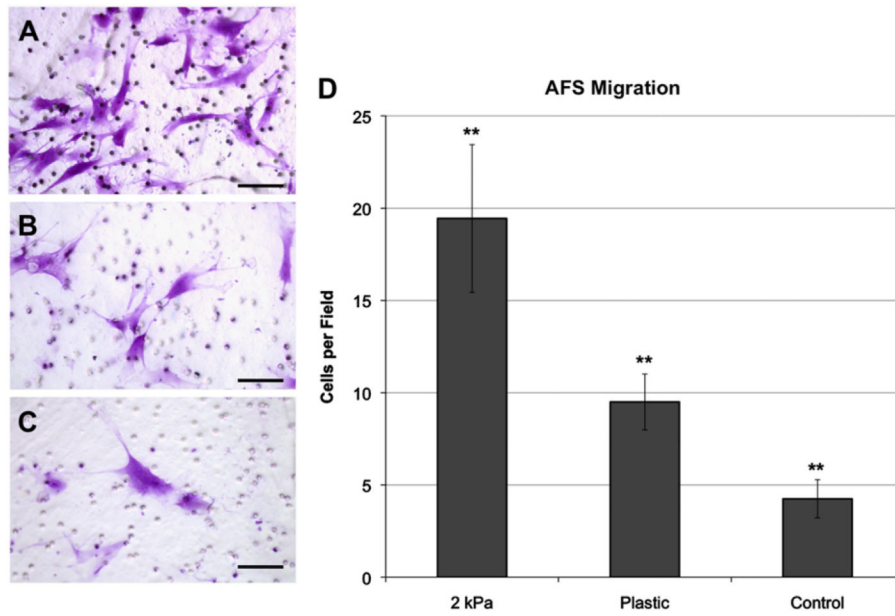 A
B
C
D
AFS Migration
Cells per Field
25
20
15
10
5
0
**
**
**
2 kPa
Plastic
Control